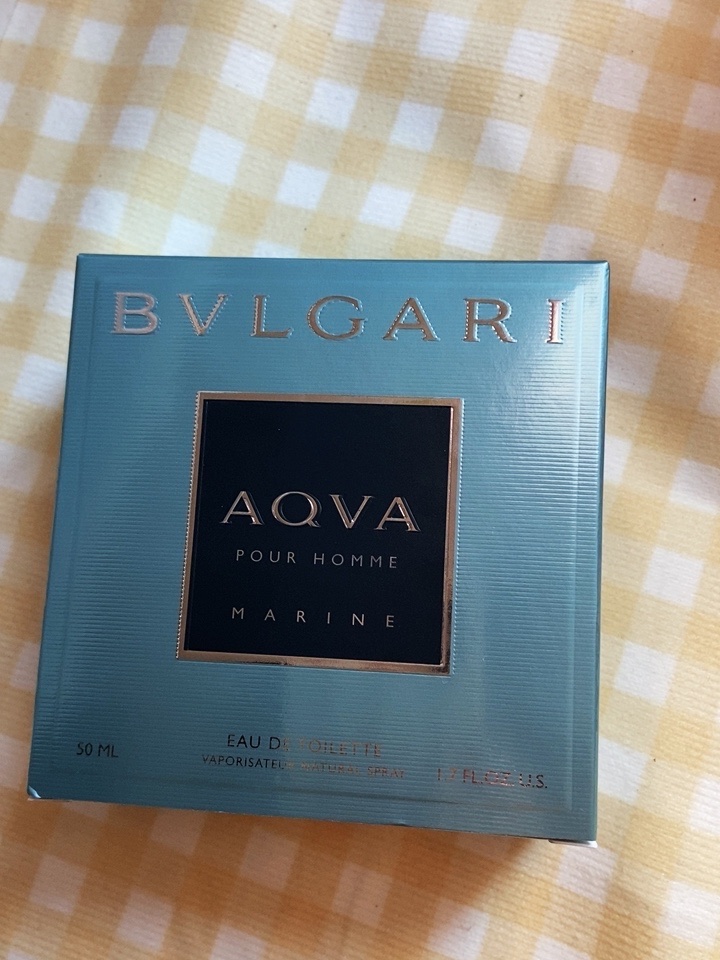 BVLGARI
AQVA
POUR HOMME
MARINE
50 ML
EAU DE TOILETTE
VAPORISATEUR NATURAL SPRAY
1.7 FL.OZ. U.S.